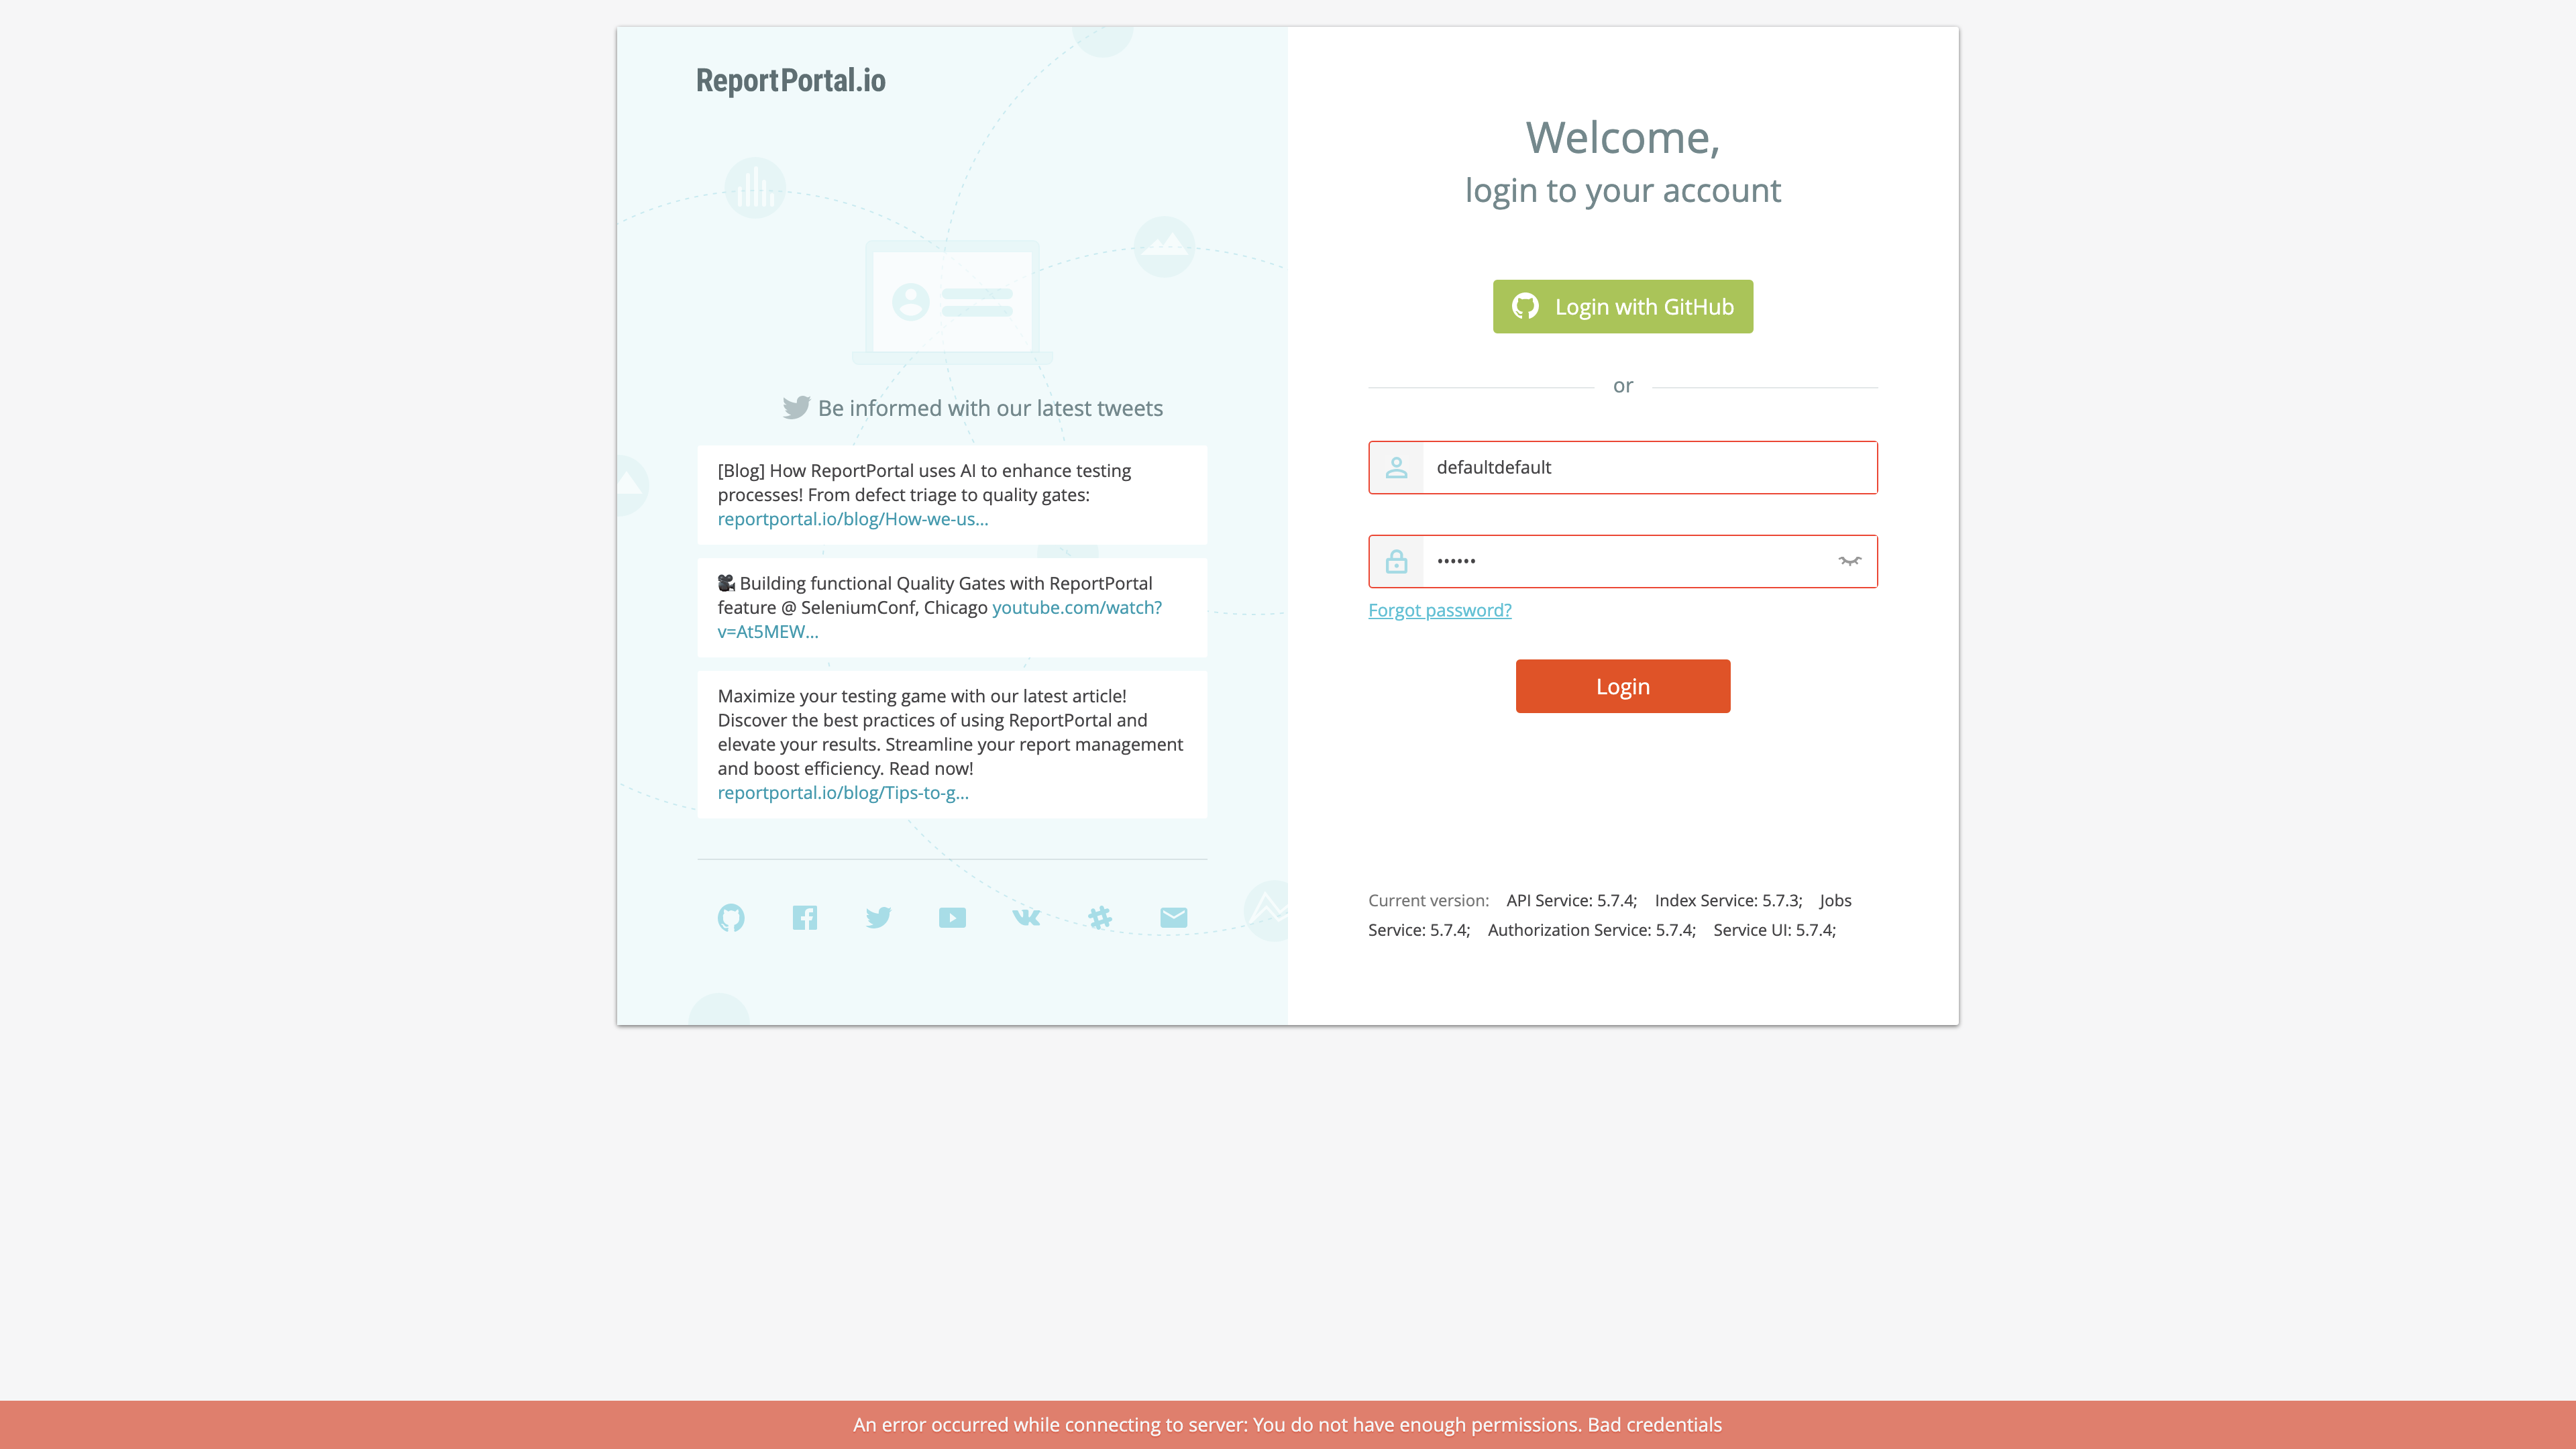 ReportPortal.io
Be informed with our latest tweets
[Blog] How ReportPortal uses AI to enhance testing
processes! From defect triage to quality gates:
reportportal.io/blog/How-we-us...
🎥 Building functional Quality Gates with ReportPortal
feature @ SeleniumConf, Chicago youtube.com/watch?
v=At5MEW...
Maximize your testing game with our latest article!
Discover the best practices of using ReportPortal and
elevate your results. Streamline your report management
and boost efficiency. Read now!
reportportal.io/blog/Tips-to-g...
Welcome,
login to your account
Login with GitHub
or
defaultdefault
••••••
Forgot password?
Login
Current version: API Service: 5.7.4; Index Service: 5.7.3; Jobs
Service: 5.7.4; Authorization Service: 5.7.4; Service UI: 5.7.4;
An error occurred while connecting to server: You do not have enough permissions. Bad credentials